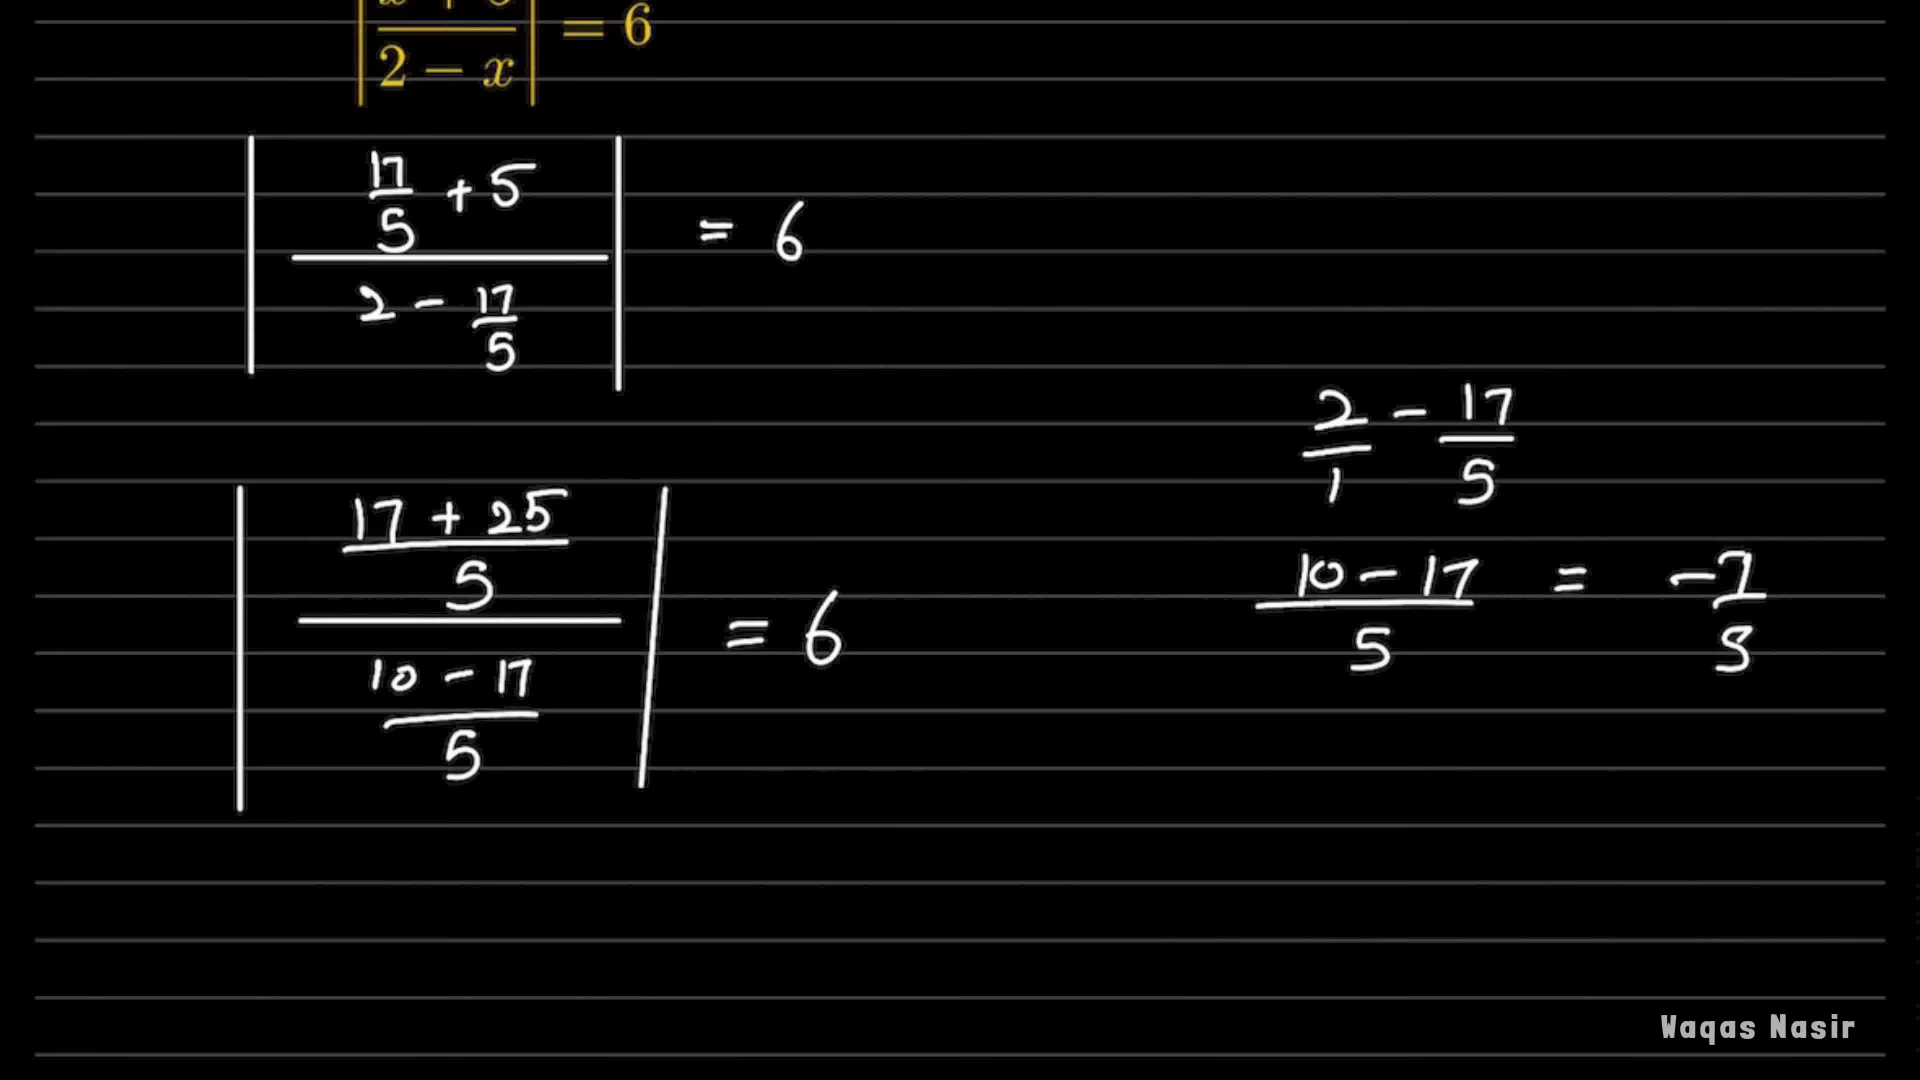 |(x + 5)/(2 − x)| = 6
|(17/5 + 5)/(2 − 17/5)| = 6
2/1 − 17/5
|((17 + 25)/5)/((10 − 17)/5)| = 6
(10 − 17)/5 = −7/5
Waqas Nasir